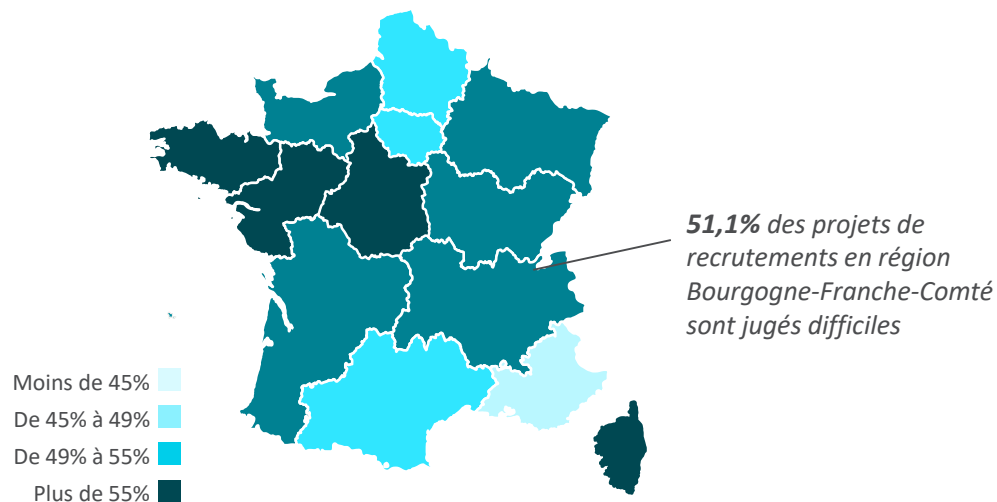 51,1% des projets de
recrutements en région
Bourgogne-Franche-Comté
sont jugés difficiles
Moins de 45%
De 45% à 49%
De 49% à 55%
Plus de 55%